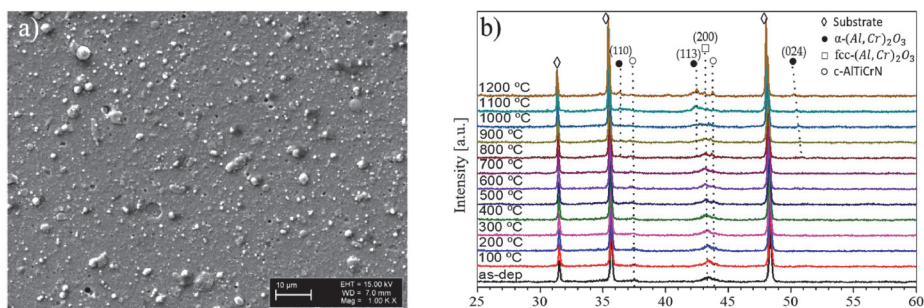 a)
10 μm
EHT = 15.00 kV
WD = 7.0 mm
Mag = 1.00 K X
b)
Intensity [a.u.]
◊ Substrate
● α-(Al, Cr)₂O₃
□ fcc-(Al, Cr)₂O₃
○ c-AlTiCrN
(110)
(113)
(200)
(024)
1200 ºC
1100 ºC
1000 ºC
900 ºC
800 ºC
700 ºC
600 ºC
500 ºC
400 ºC
300 ºC
200 ºC
100 ºC
as-dep
25 30 35 40 45 50 55 60